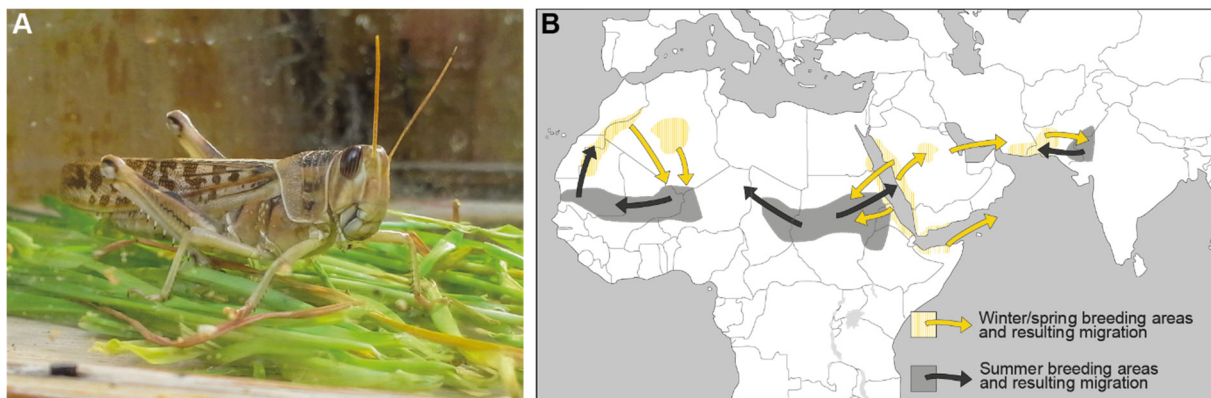 A
B
Winter/spring breeding areas
and resulting migration
Summer breeding areas
and resulting migration